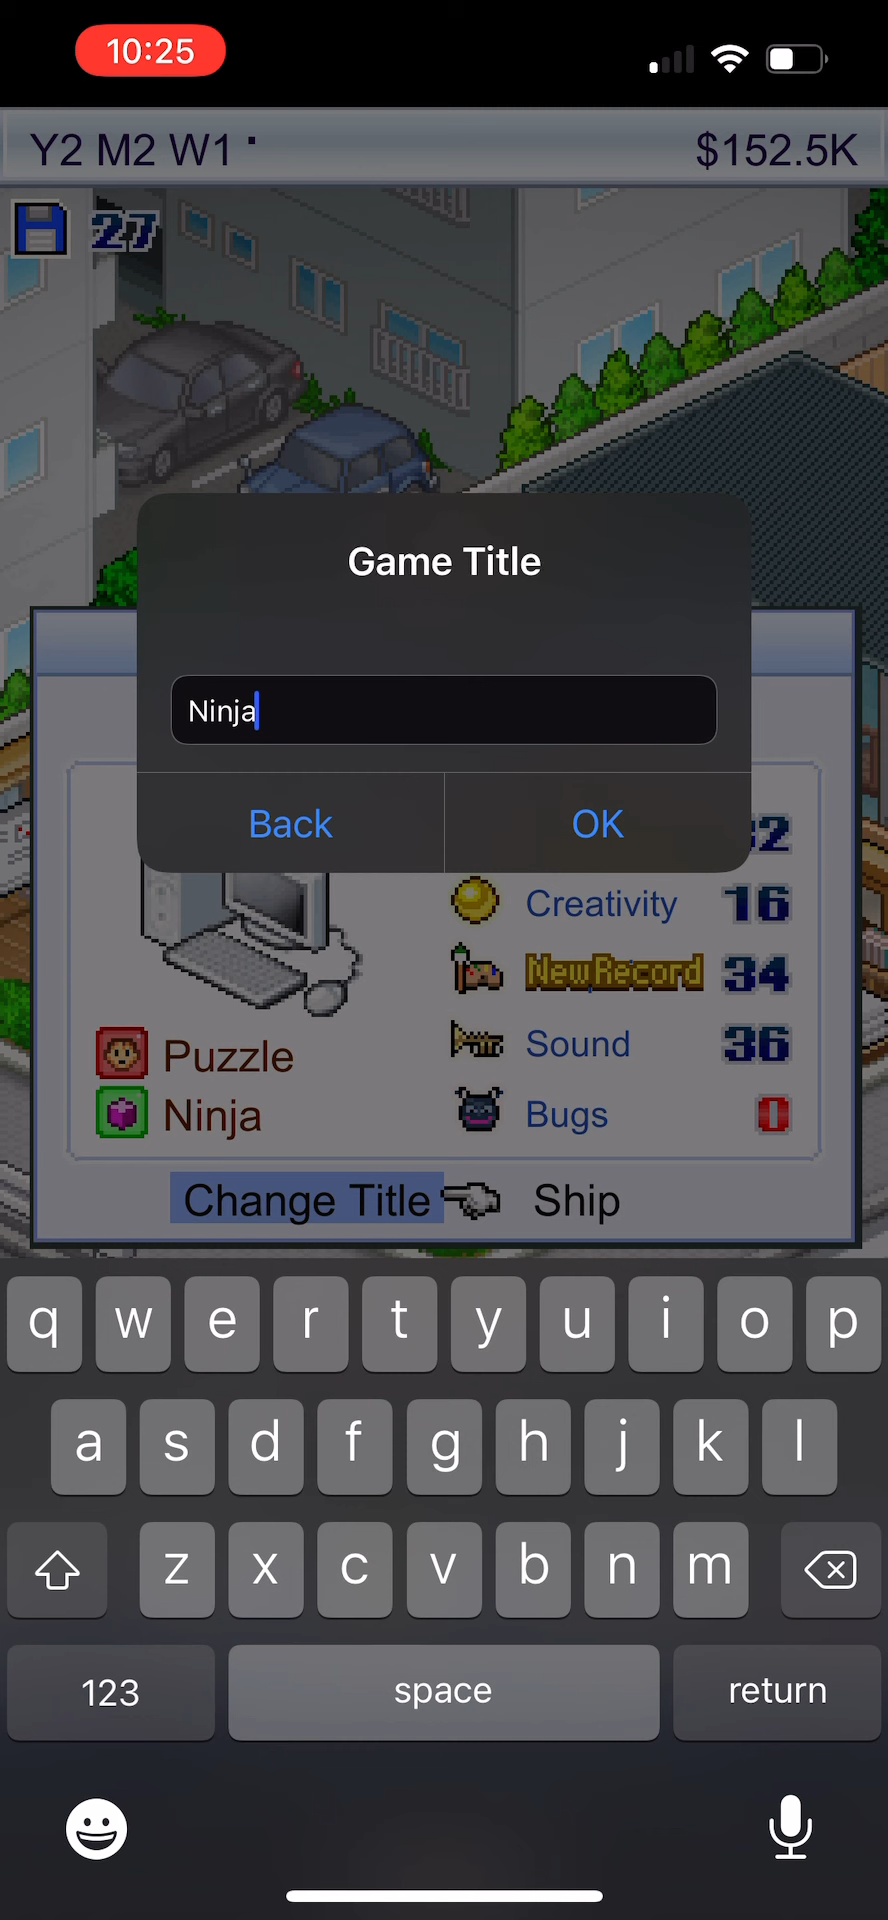 10:25
Y2 M2 W1
$152.5K
27
Game Title
Ninja
Back
OK
Creativity 16
New Record 34
Puzzle
Sound 36
Ninja
Bugs 0
Change Title
Ship
q w e r t y u i o p
a s d f g h j k l
z x c v b n m
123
space
return